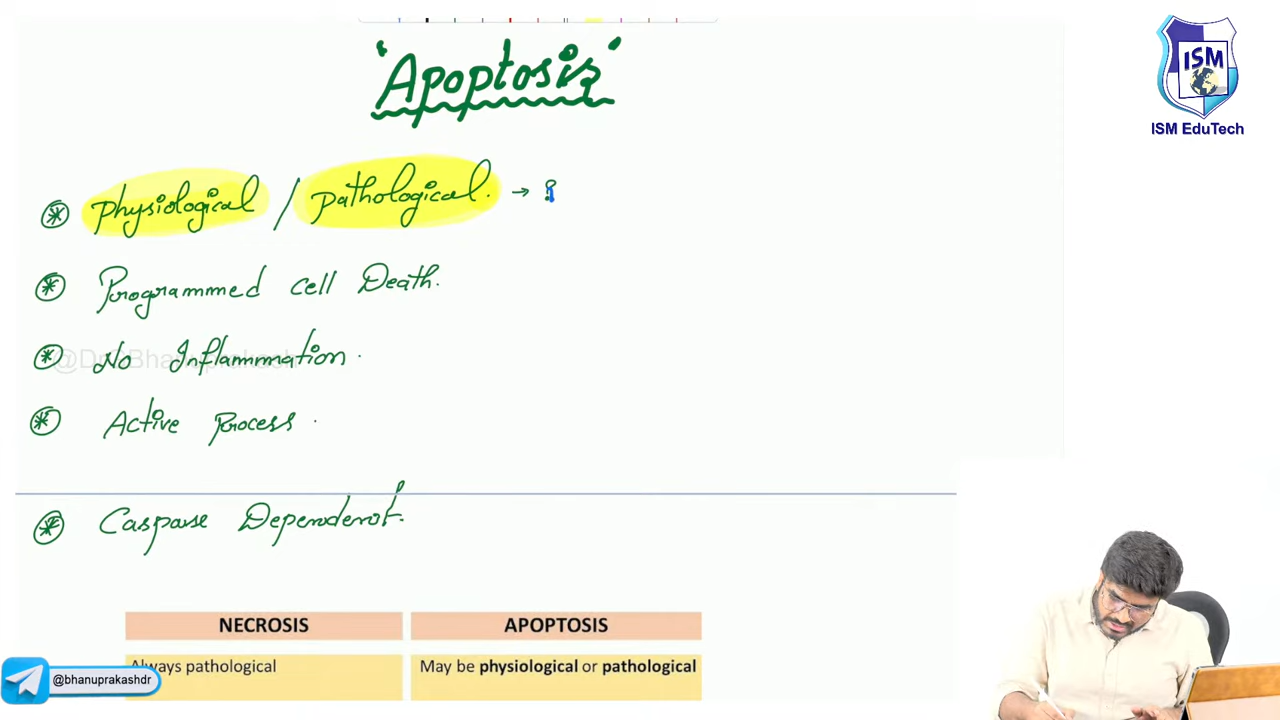 ISM
ISM EduTech
'Apoptosis'
* Physiological / Pathological. →
* Programmed cell Death.
* No Inflammation.
@DrGBhanuprakash
* Active Process.
* Caspase Dependent.
NECROSIS APOPTOSIS
Always pathological May be physiological or pathological
@bhanuprakashdr